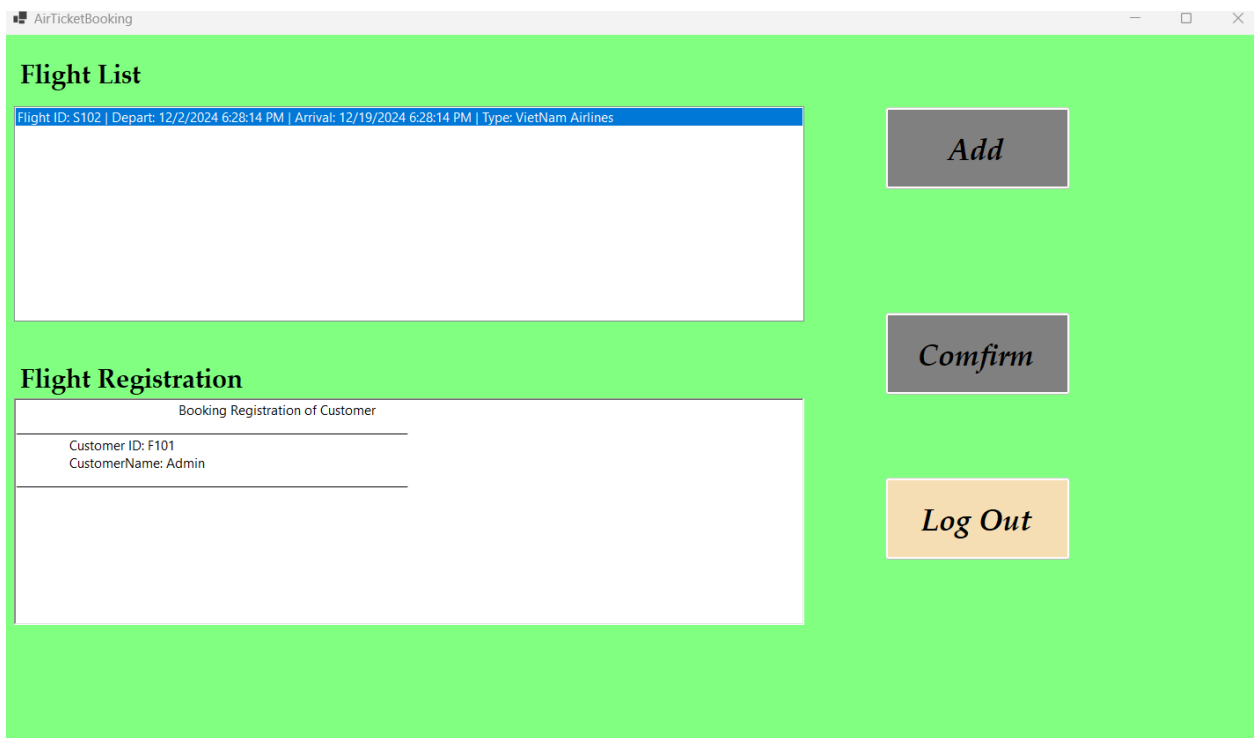 AirTicketBooking
Flight List
Flight ID: S102 | Depart: 12/2/2024 6:28:14 PM | Arrival: 12/19/2024 6:28:14 PM | Type: VietNam Airlines
Add
Comfirm
Flight Registration
Booking Registration of Customer
Customer ID: F101
CustomerName: Admin
Log Out